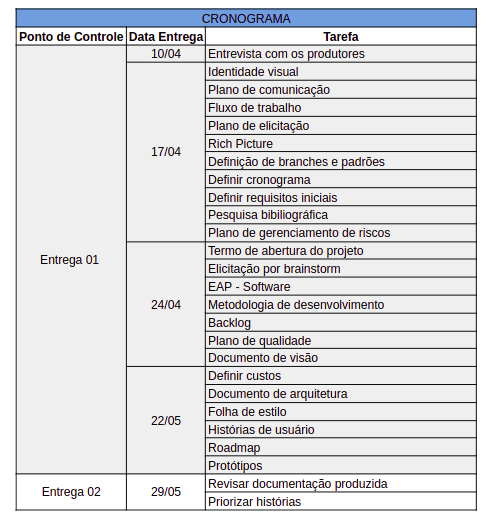 CRONOGRAMA
Ponto de Controle Data Entrega Tarefa
Entrega 01 10/04 Entrevista com os produtores
17/04 Identidade visual
Plano de comunicação
Fluxo de trabalho
Plano de elicitação
Rich Picture
Definição de branches e padrões
Definir cronograma
Definir requisitos iniciais
Pesquisa bibiliográfica
Plano de gerenciamento de riscos
24/04 Termo de abertura do projeto
Elicitação por brainstorm
EAP - Software
Metodologia de desenvolvimento
Backlog
Plano de qualidade
Documento de visão
22/05 Definir custos
Documento de arquitetura
Folha de estilo
Histórias de usuário
Roadmap
Protótipos
Entrega 02 29/05 Revisar documentação produzida
Priorizar histórias